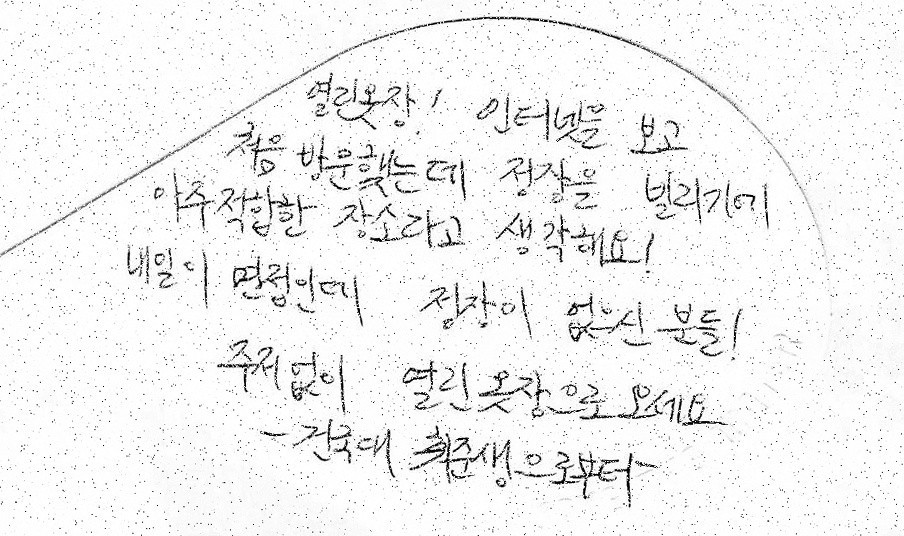 열린옷장! 인터넷을 보고
처음 방문했는데 정장을 빌리기에
아주 적합한 장소라고 생각해요!
내일이 면접인데 정장이 없으신 분들!
주저없이 열린옷장으로 오세요
-건국대 취준생으로부터-